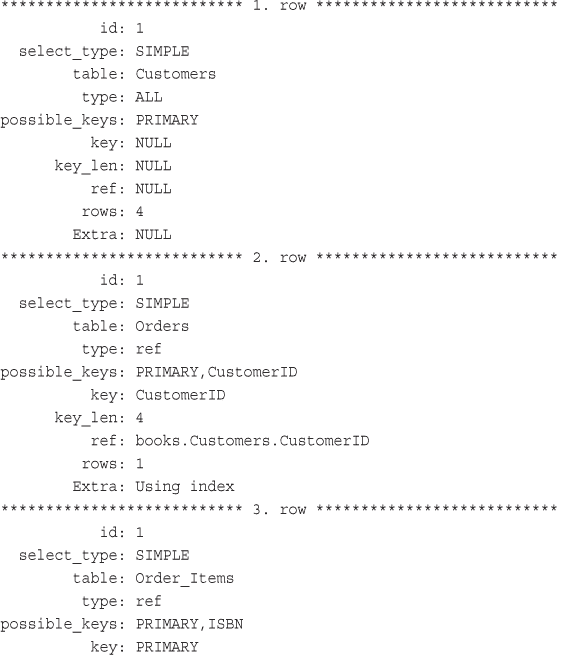 *************************** 1. row ***************************
id: 1
select_type: SIMPLE
table: Customers
type: ALL
possible_keys: PRIMARY
key: NULL
key_len: NULL
ref: NULL
rows: 4
Extra: NULL
*************************** 2. row ***************************
id: 1
select_type: SIMPLE
table: Orders
type: ref
possible_keys: PRIMARY,CustomerID
key: CustomerID
key_len: 4
ref: books.Customers.CustomerID
rows: 1
Extra: Using index
*************************** 3. row ***************************
id: 1
select_type: SIMPLE
table: Order_Items
type: ref
possible_keys: PRIMARY,ISBN
key: PRIMARY